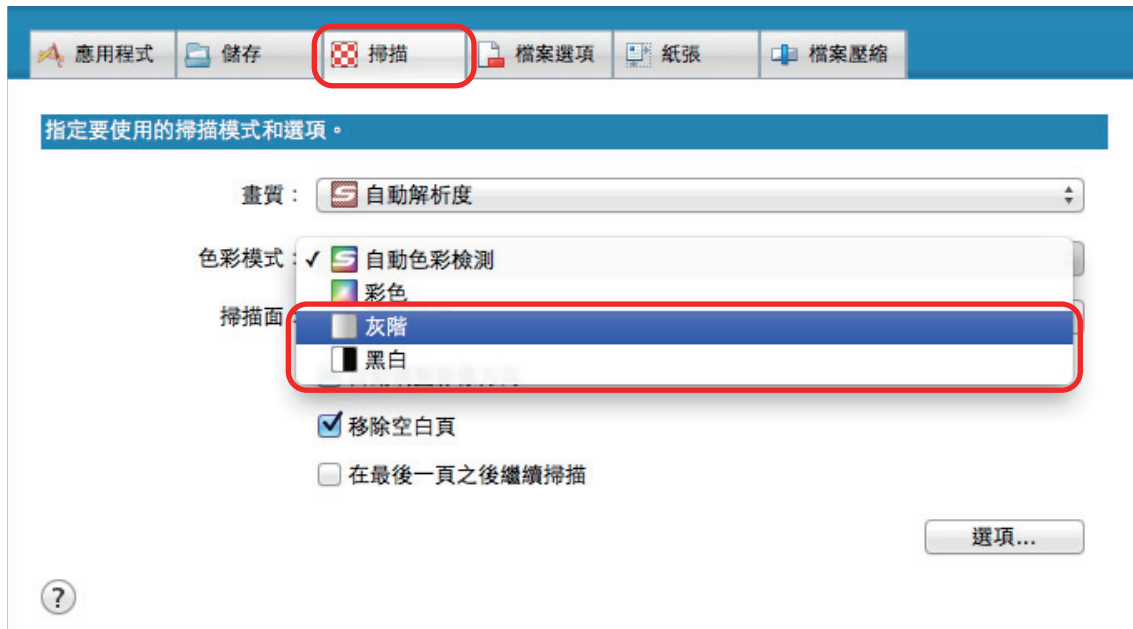 應用程式 儲存 掃描 檔案選項 紙張 檔案壓縮
指定要使用的掃描模式和選項。
畫質： 自動解析度
色彩模式： ✓ 自動色彩檢測
彩色
掃描面 灰階
黑白
移除空白頁
在最後一頁之後繼續掃描
選項...
?